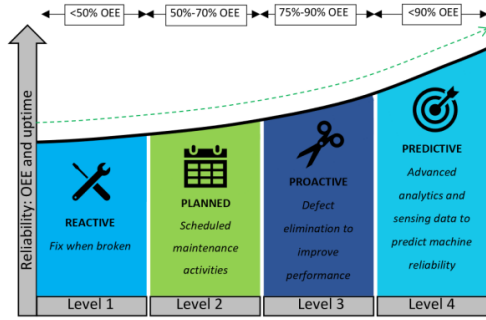 <50% OEE
50%-70% OEE
75%-90% OEE
<90% OEE
Reliability: OEE and uptime
REACTIVE
Fix when broken
PLANNED
Scheduled
maintenance
activities
PROACTIVE
Defect
elimination to
improve
performance
PREDICTIVE
Advanced
analytics and
sensing data to
predict machine
reliability
Level 1
Level 2
Level 3
Level 4